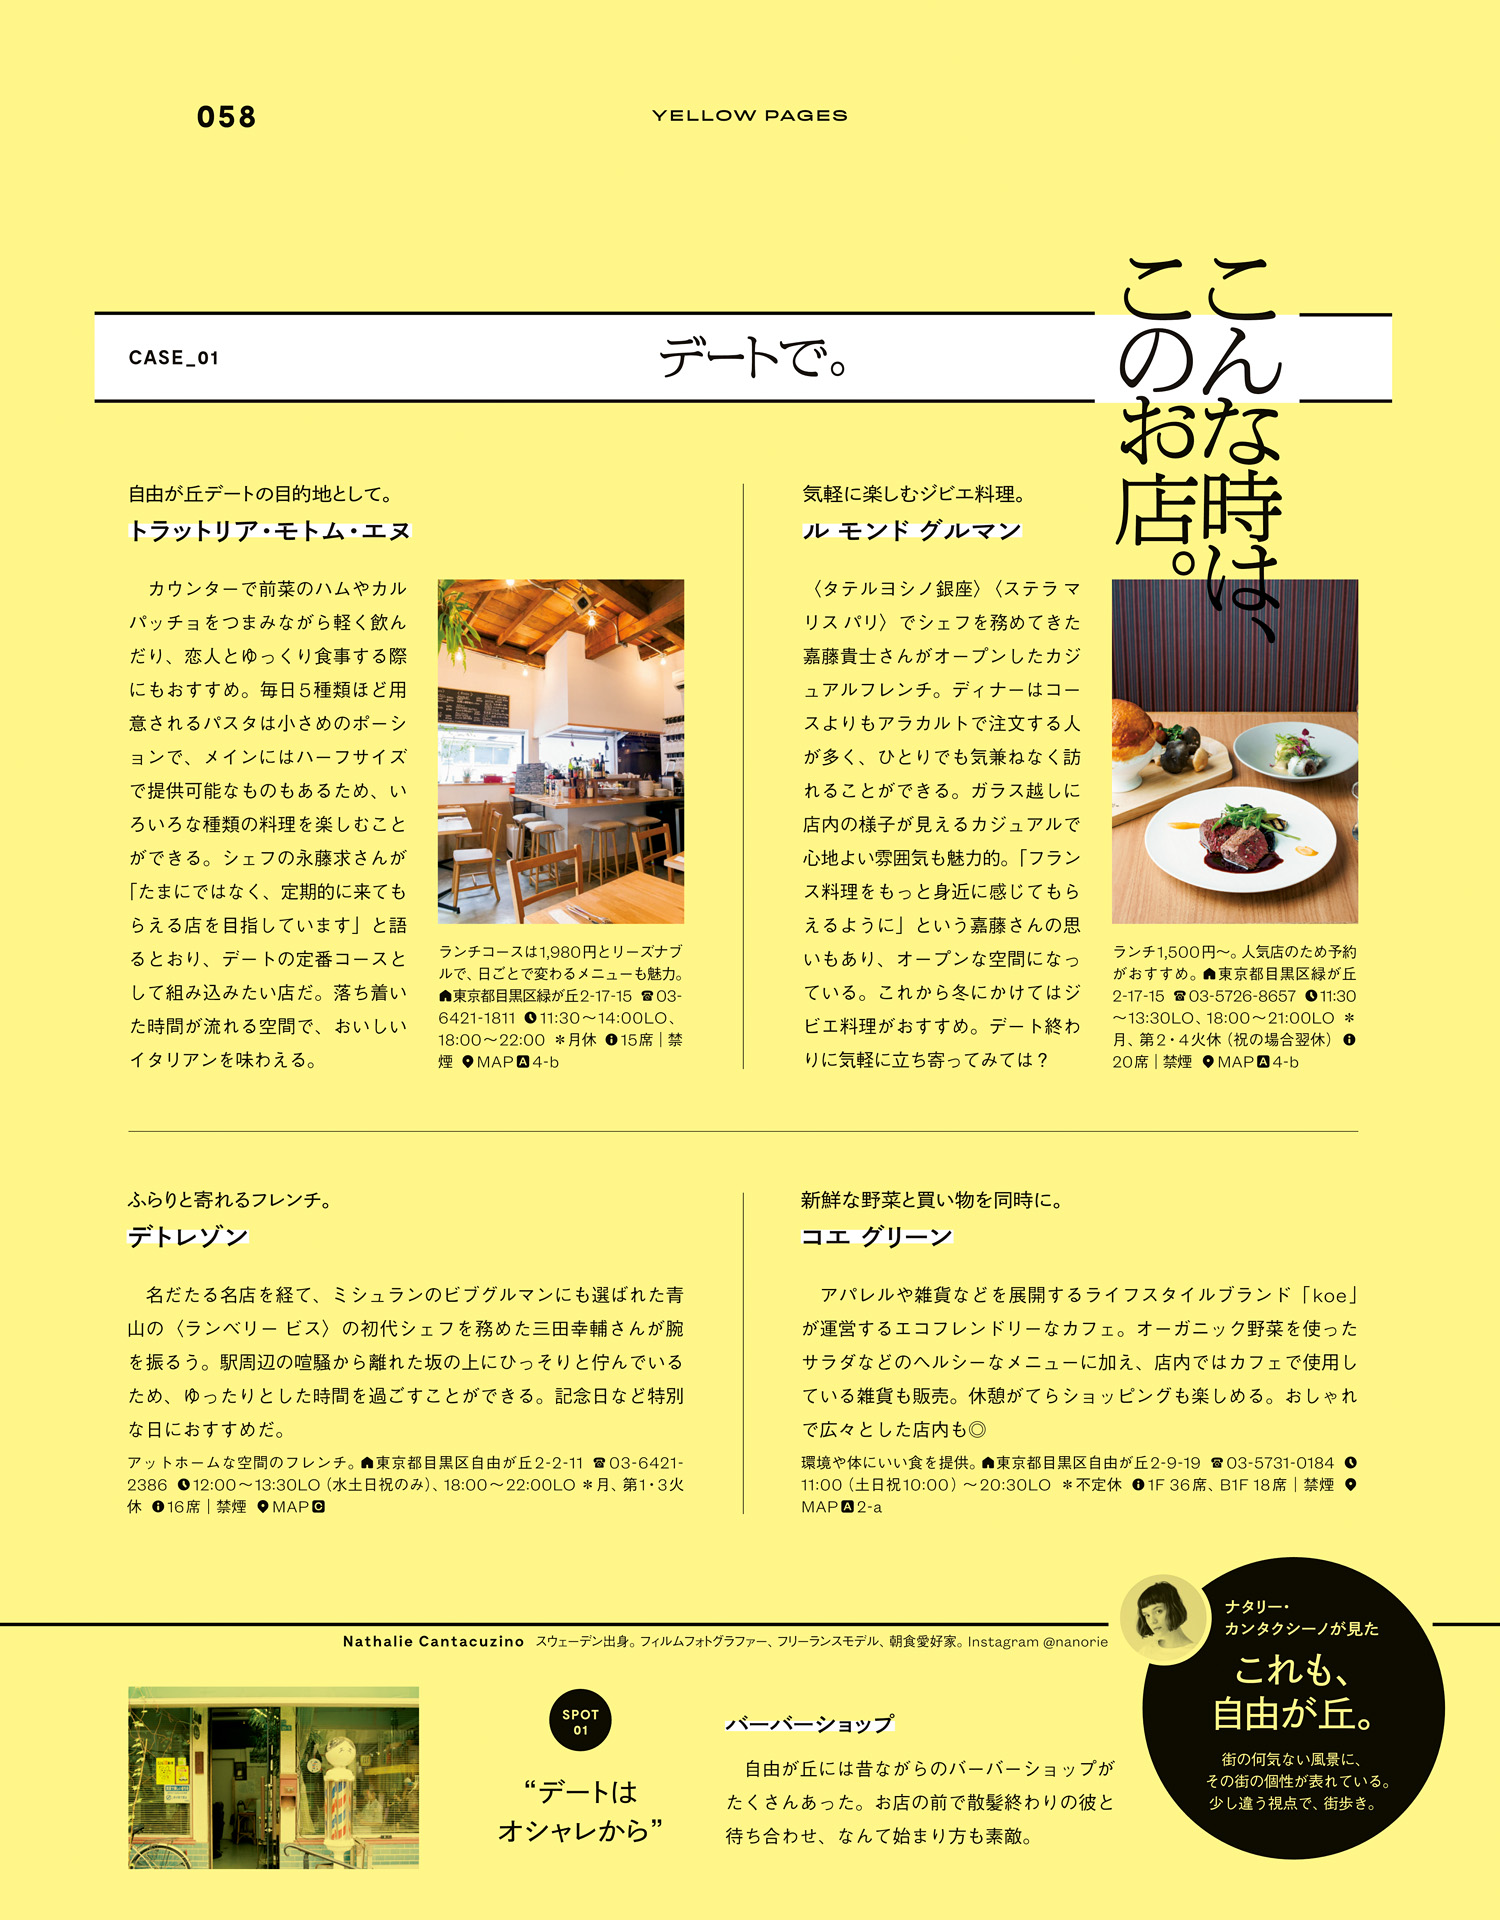 058
YELLOW PAGES
こんな時は、
このお店。
CASE_01
デートで。
自由が丘デートの目的地として。
トラットリア・モトム・エヌ
カウンターで前菜のハムやカル
パッチョをつまみながら軽く飲ん
だり、恋人とゆっくり食事する際
にもおすすめ。毎日5種類ほど用
意されるパスタは小さめのポーシ
ョンで、メインにはハーフサイズ
で提供可能なものもあるため、い
ろいろな種類の料理を楽しむこと
ができる。シェフの永藤求さんが
「たまにではなく、定期的に来ても
らえる店を目指しています」と語
るとおり、デートの定番コースと
して組み込みたい店だ。落ち着い
た時間が流れる空間で、おいしい
イタリアンを味わえる。
ランチコースは1,980円とリーズナブ
ルで、日ごとで変わるメニューも魅力。
東京都目黒区緑が丘2-17-15 ☎03-
6421-1811 11:30〜14:00LO、
18:00〜22:00 ＊月休 15席｜禁
煙 MAP A 4-b
気軽に楽しむジビエ料理。
ル モンド グルマン
〈タテルヨシノ銀座〉〈ステラ マ
リス パリ〉でシェフを務めてきた
嘉藤貴士さんがオープンしたカジ
ュアルフレンチ。ディナーはコー
スよりもアラカルトで注文する人
が多く、ひとりでも気兼ねなく訪
れることができる。ガラス越しに
店内の様子が見えるカジュアルで
心地よい雰囲気も魅力的。「フラン
ス料理をもっと身近に感じてもら
えるように」という嘉藤さんの思
いもあり、オープンな空間になっ
ている。これから冬にかけてはジ
ビエ料理がおすすめ。デート終わ
りに気軽に立ち寄ってみては？
ランチ1,500円〜。人気店のため予約
がおすすめ。東京都目黒区緑が丘
2-17-15 ☎03-5726-8657 11:30
〜13:30LO、18:00〜21:00LO ＊
月、第2・4火休（祝の場合翌休）
20席｜禁煙 MAP A 4-b
ふらりと寄れるフレンチ。
デトレゾン
名だたる名店を経て、ミシュランのビブグルマンにも選ばれた青
山の〈ランベリー ビス〉の初代シェフを務めた三田幸輔さんが腕
を振るう。駅周辺の喧騒から離れた坂の上にひっそりと佇んでいる
ため、ゆったりとした時間を過ごすことができる。記念日など特別
な日におすすめだ。
アットホームな空間のフレンチ。東京都目黒区自由が丘2-2-11 ☎03-6421-
2386 12:00〜13:30LO（水土日祝のみ）、18:00〜22:00LO ＊月、第1・3火
休 16席｜禁煙 MAP C
新鮮な野菜と買い物を同時に。
コエ グリーン
アパレルや雑貨などを展開するライフスタイルブランド「koe」
が運営するエコフレンドリーなカフェ。オーガニック野菜を使った
サラダなどのヘルシーなメニューに加え、店内ではカフェで使用し
ている雑貨も販売。休憩がてらショッピングも楽しめる。おしゃれ
で広々とした店内も◎
環境や体にいい食を提供。東京都目黒区自由が丘2-9-19 ☎03-5731-0184
11:00（土日祝10:00）〜20:30LO ＊不定休 1F 36席、B1F 18席｜禁煙
MAP A 2-a
ナタリー・
カンタクシーノが見た
これも、
自由が丘。
街の何気ない風景に、
その街の個性が表れている。
少し違う視点で、街歩き。
Nathalie Cantacuzino スウェーデン出身。フィルムフォトグラファー、フリーランスモデル、朝食愛好家。Instagram @nanorie
SPOT
01
“デートは
オシャレから”
バーバーショップ
自由が丘には昔ながらのバーバーショップが
たくさんあった。お店の前で散髪終わりの彼と
待ち合わせ、なんて始まり方も素敵。